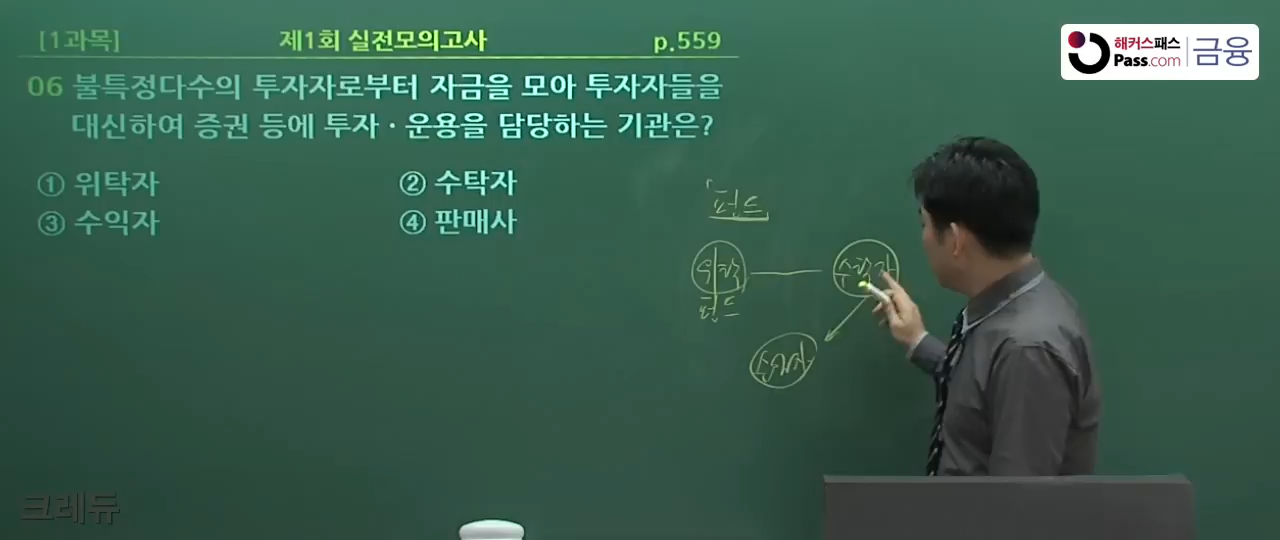 [1과목] 제1회 실전모의고사 p.559
해커스패스 금융
Pass.com
06 불특정다수의 투자자로부터 자금을 모아 투자자들을
대신하여 증권 등에 투자·운용을 담당하는 기관은?
① 위탁자 ② 수탁자
③ 수익자 ④ 판매사
펀드
위탁 수탁자
펀드
크레듀